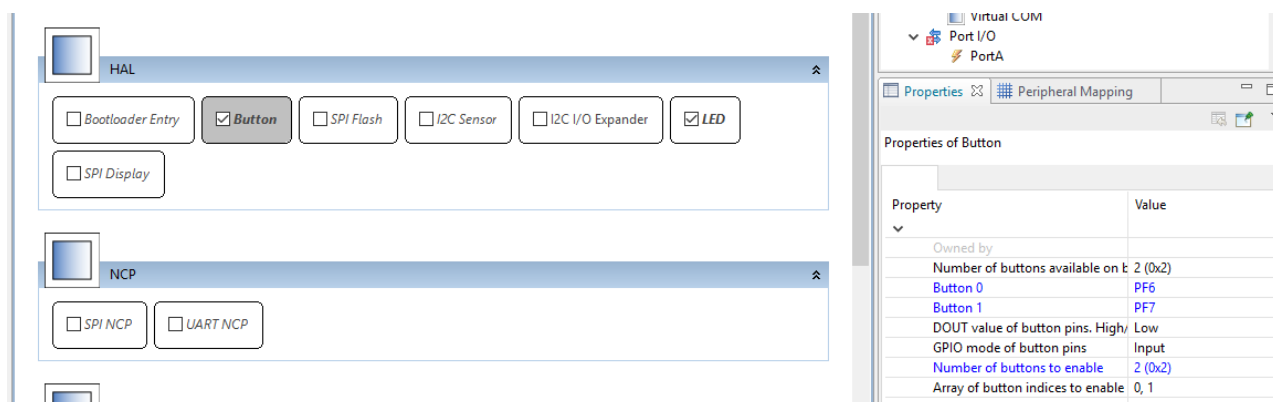 HAL
Bootloader Entry
Button
SPI Flash
I2C Sensor
I2C I/O Expander
LED
SPI Display
NCP
SPI NCP
UART NCP
Virtual COM
Port I/O
PortA
Properties
Peripheral Mapping
Properties of Button
Property Value
Owned by
Number of buttons available on b 2 (0x2)
Button 0 PF6
Button 1 PF7
DOUT value of button pins. High/ Low
GPIO mode of button pins Input
Number of buttons to enable 2 (0x2)
Array of button indices to enable 0, 1